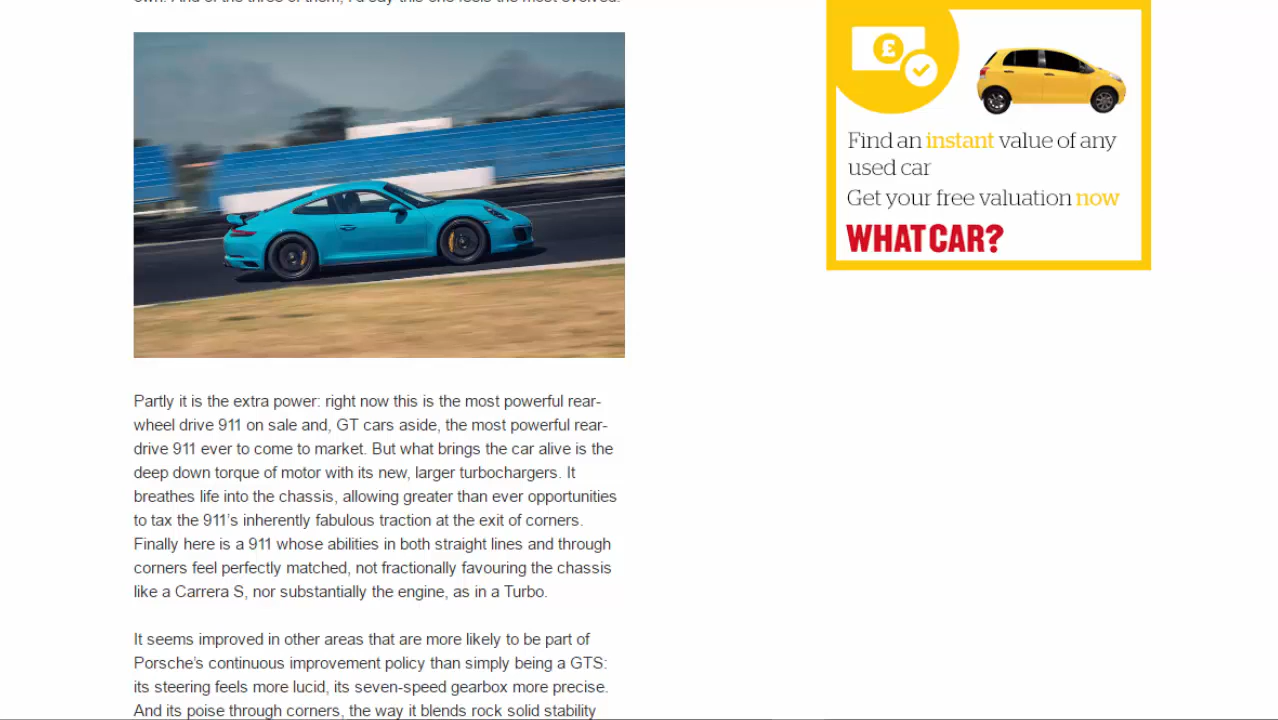 own. And of the three of them, I'd say this one feels the most evolved.
£
Find an instant value of any
used car
Get your free valuation now
WHAT CAR?
Partly it is the extra power: right now this is the most powerful rear-
wheel drive 911 on sale and, GT cars aside, the most powerful rear-
drive 911 ever to come to market. But what brings the car alive is the
deep down torque of motor with its new, larger turbochargers. It
breathes life into the chassis, allowing greater than ever opportunities
to tax the 911's inherently fabulous traction at the exit of corners.
Finally here is a 911 whose abilities in both straight lines and through
corners feel perfectly matched, not fractionally favouring the chassis
like a Carrera S, nor substantially the engine, as in a Turbo.
It seems improved in other areas that are more likely to be part of
Porsche's continuous improvement policy than simply being a GTS:
its steering feels more lucid, its seven-speed gearbox more precise.
And its poise through corners, the way it blends rock solid stability